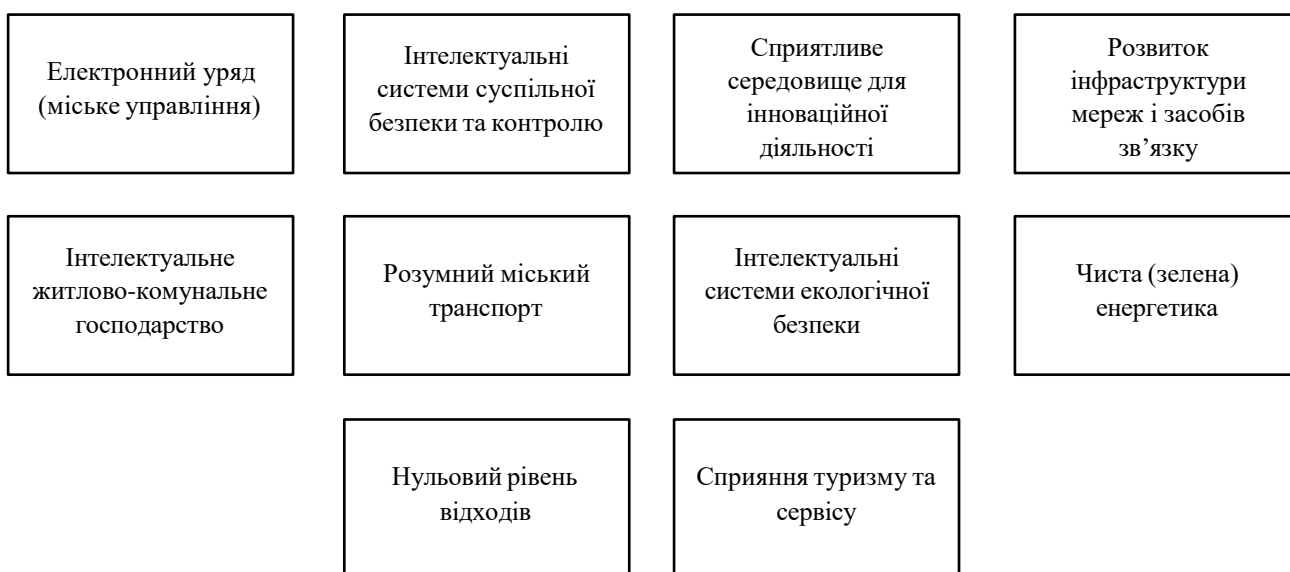 Електронний уряд
(міське управління)
Інтелектуальні
системи суспільної
безпеки та контролю
Сприятливе
середовище для
інноваційної
діяльності
Розвиток
інфраструктури
мереж і засобів
зв’язку
Інтелектуальне
житлово-комунальне
господарство
Розумний міський
транспорт
Інтелектуальні
системи екологічної
безпеки
Чиста (зелена)
енергетика
Нульовий рівень
відходів
Сприяння туризму та
сервісу